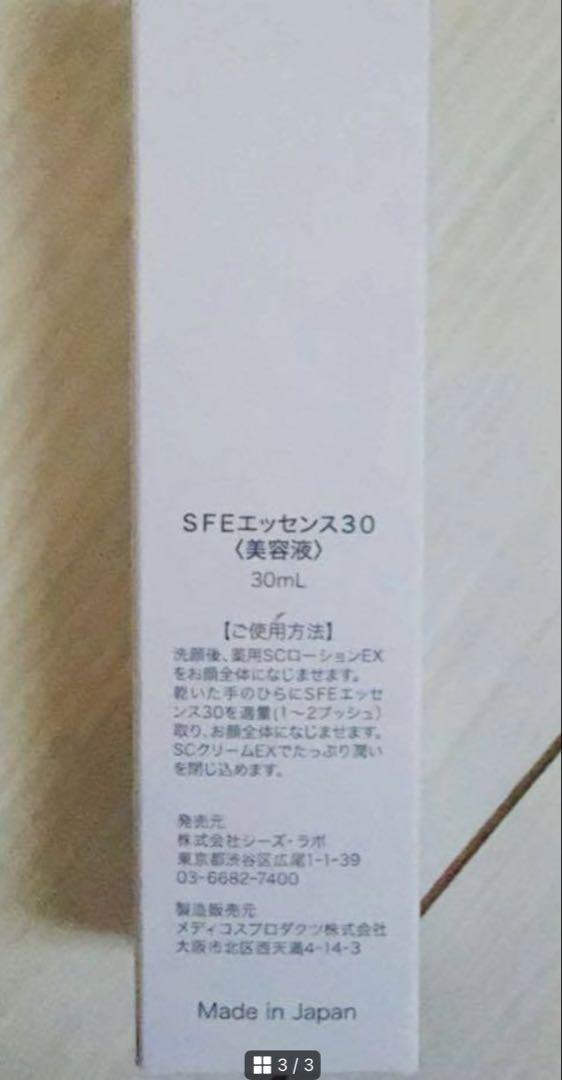 SFEエッセンス30
〈美容液〉
30mL
【ご使用方法】
洗顔後、薬用SCローションEX
をお顔全体になじませます。
乾いた手のひらにSFEエッセ
ンス30を適量(1〜2プッシュ)
取り、お顔全体になじませます。
SCクリームEXでたっぷり潤い
を閉じ込めます。
発売元
株式会社シーズ・ラボ
東京都渋谷区広尾1-1-39
03-6682-7400
製造販売元
メディコスプロダクツ株式会社
大阪市北区西天満4-14-3
Made in Japan
3/3